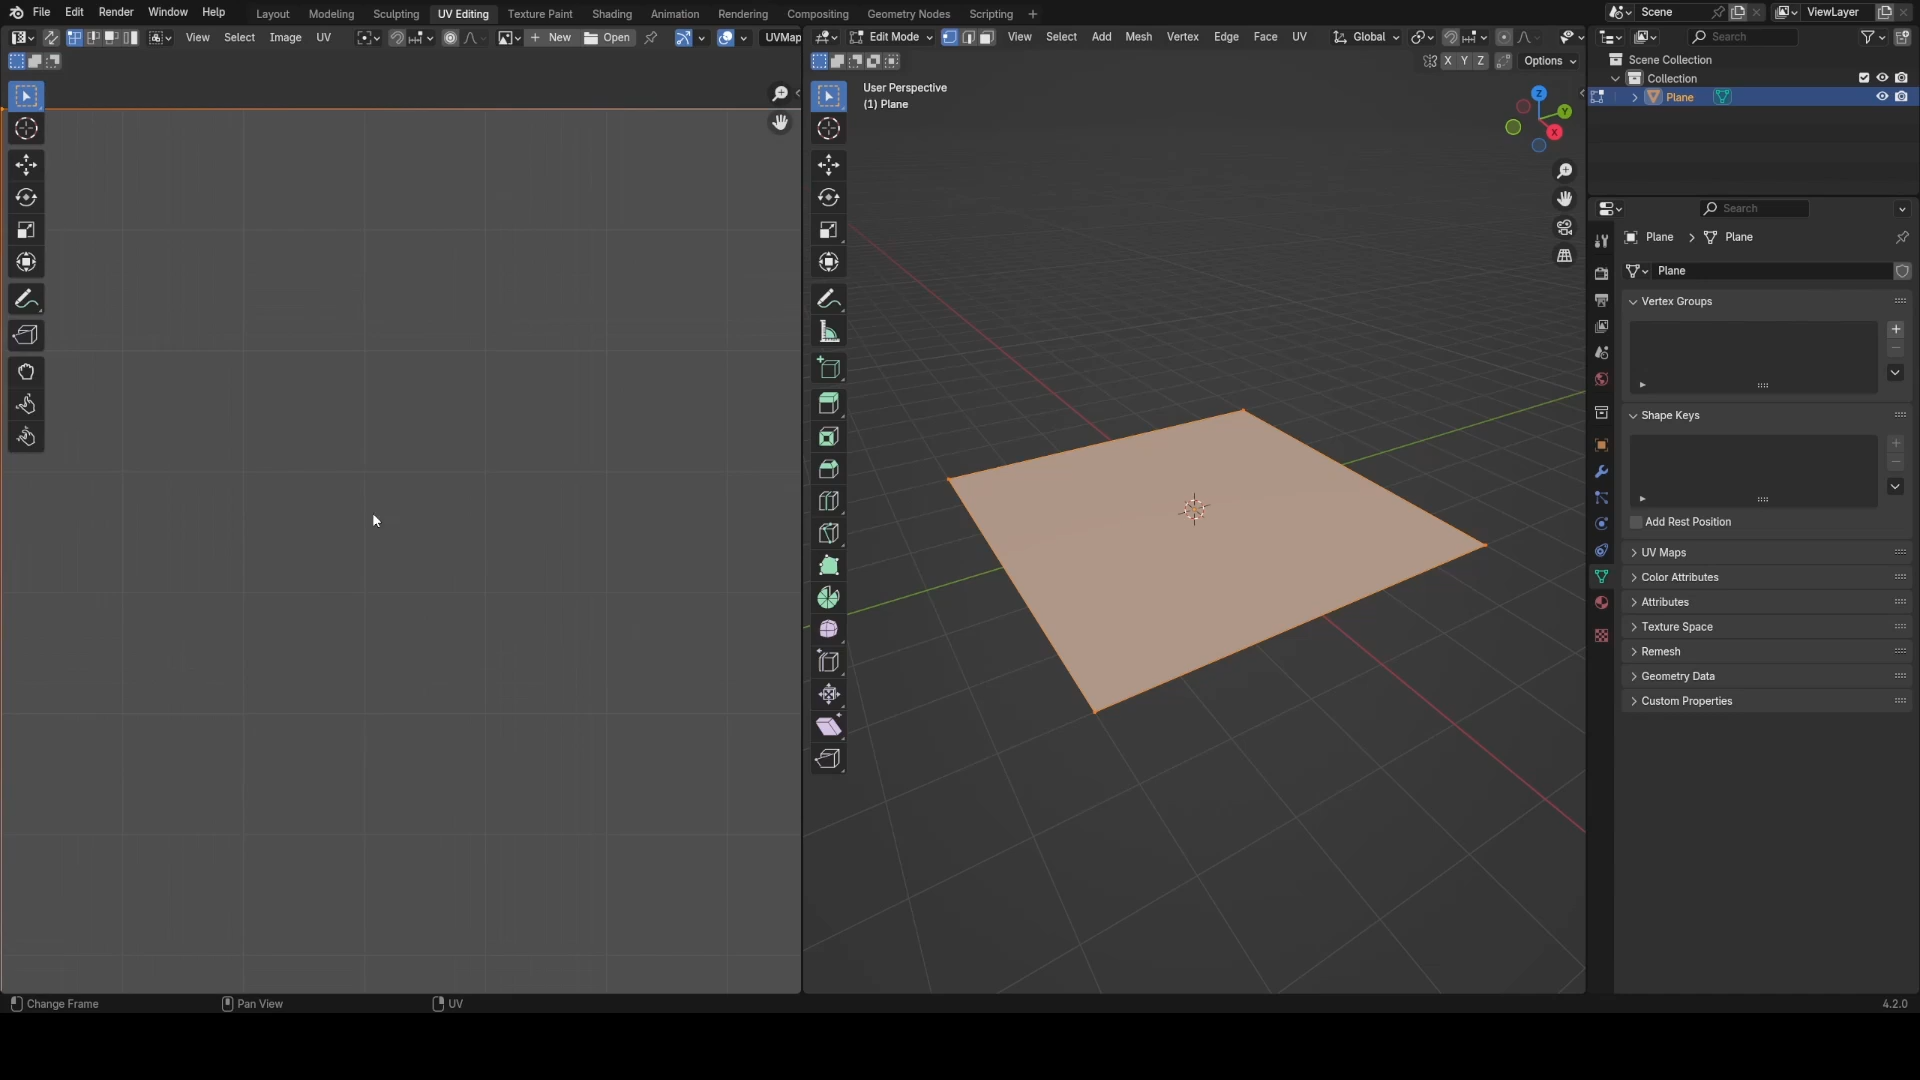 File Edit Render Window Help Layout Modeling Sculpting UV Editing Texture Paint Shading Animation Rendering Compositing Geometry Nodes Scripting + Scene ViewLayer
View Select Image UV New Open UVMap Edit Mode View Select Add Mesh Vertex Edge Face UV Global Search
X Y Z Options
Scene Collection
Collection
Plane
User Perspective
(1) Plane
Z
Y
X
Search
Plane > Plane
Plane
Vertex Groups
Shape Keys
Add Rest Position
UV Maps
Color Attributes
Attributes
Texture Space
Remesh
Geometry Data
Custom Properties
Change Frame Pan View UV 4.2.0